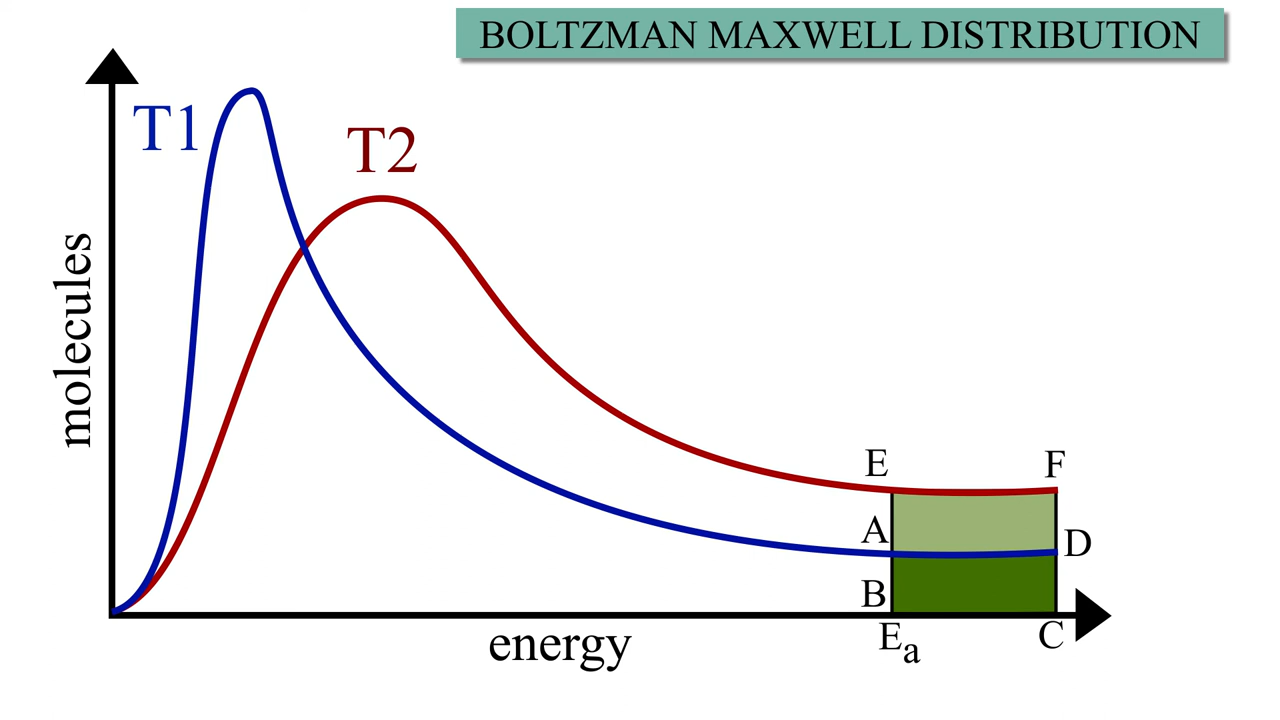 BOLTZMAN MAXWELL DISTRIBUTION
T1
T2
molecules
E
F
A
D
B
Ea
C
energy